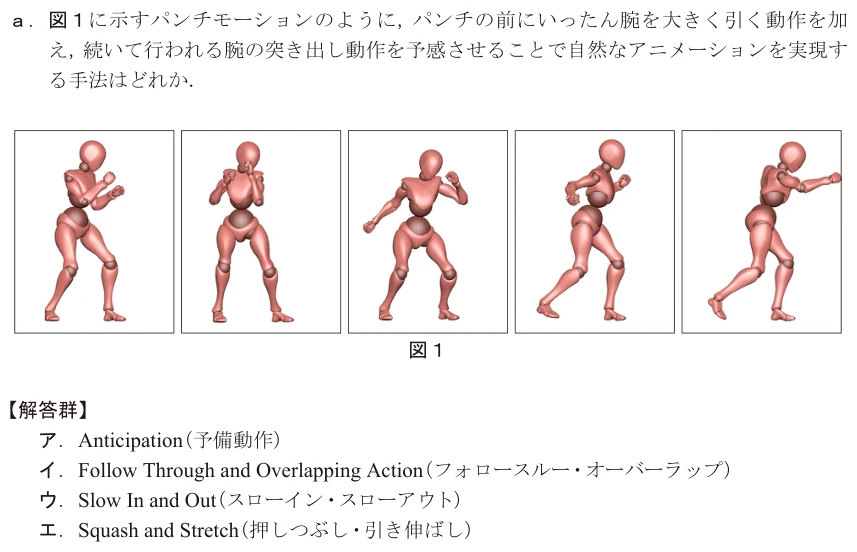 a． 図1に示すパンチモーションのように，パンチの前にいったん腕を大きく引く動作を加
え，続いて行われる腕の突き出し動作を予感させることで自然なアニメーションを実現す
る手法はどれか．
図1
【解答群】
ア． Anticipation（予備動作）
イ． Follow Through and Overlapping Action（フォロースルー・オーバーラップ）
ウ． Slow In and Out（スローイン・スローアウト）
エ． Squash and Stretch（押しつぶし・引き伸ばし）